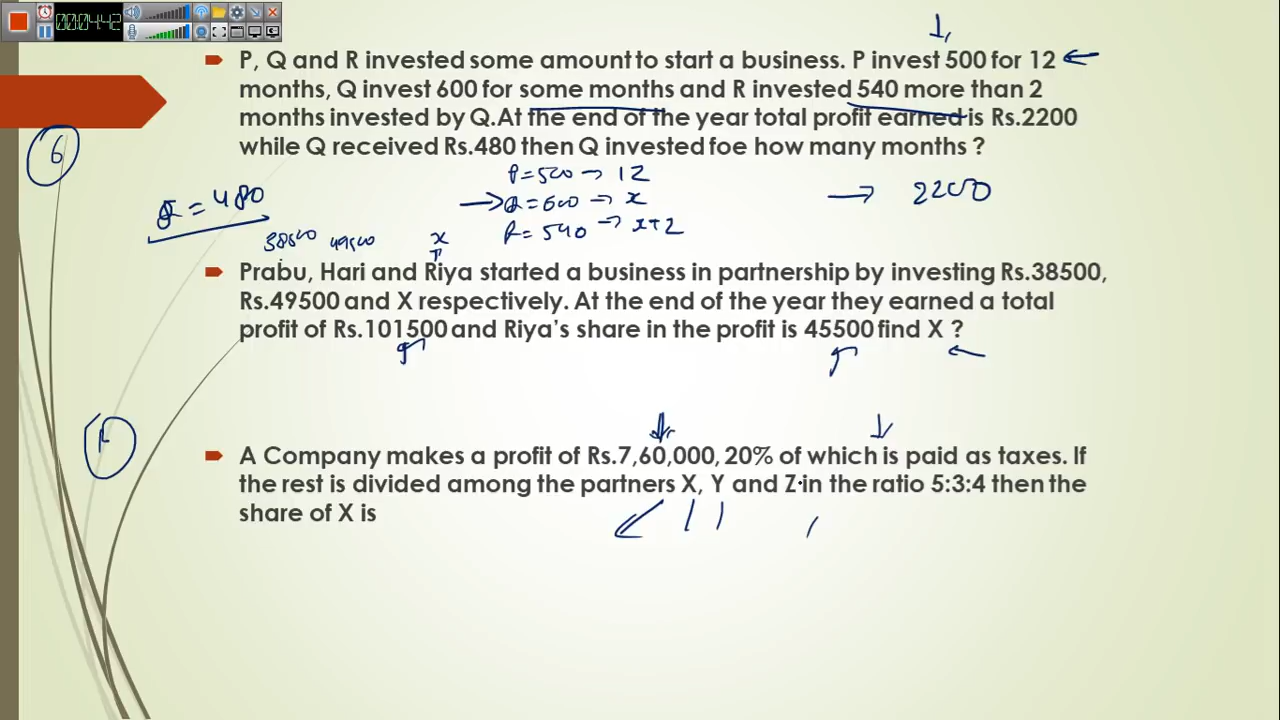 00:04:42
P, Q and R invested some amount to start a business. P invest 500 for 12
months, Q invest 600 for some months and R invested 540 more than 2
months invested by Q.At the end of the year total profit earned is Rs.2200
while Q received Rs.480 then Q invested foe how many months ?
6
P = 500 → 12
Q = 480
Q = 600 → x
→ 2200
R = 540 → x+2
38500 49500 x
Prabu, Hari and Riya started a business in partnership by investing Rs.38500,
Rs.49500 and X respectively. At the end of the year they earned a total
profit of Rs.101500 and Riya's share in the profit is 45500 find X ?
A Company makes a profit of Rs.7,60,000, 20% of which is paid as taxes. If
the rest is divided among the partners X, Y and Z in the ratio 5:3:4 then the
share of X is